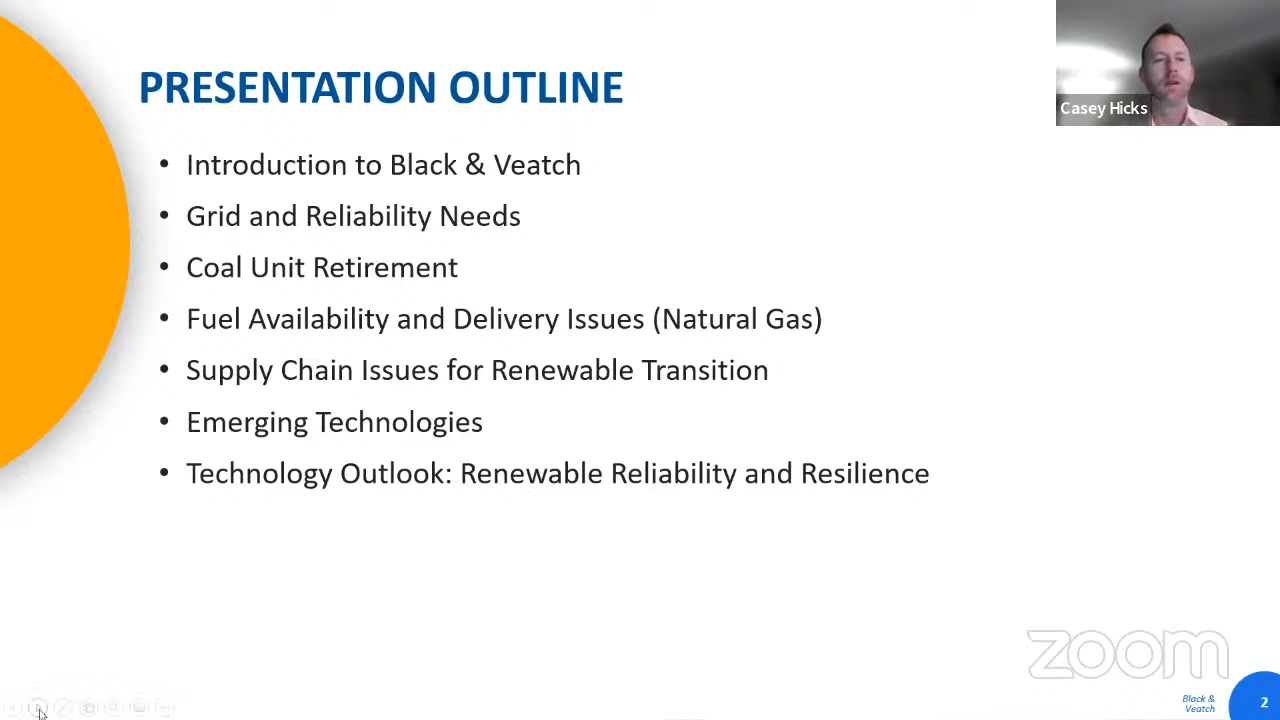 PRESENTATION OUTLINE
Casey Hicks
• Introduction to Black & Veatch
• Grid and Reliability Needs
• Coal Unit Retirement
• Fuel Availability and Delivery Issues (Natural Gas)
• Supply Chain Issues for Renewable Transition
• Emerging Technologies
• Technology Outlook: Renewable Reliability and Resilience
zoom
Black &
Veatch
2